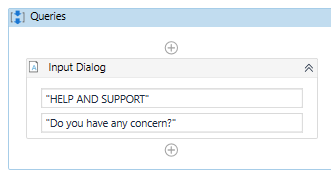 Queries
Input Dialog
"HELP AND SUPPORT"
"Do you have any concern?"